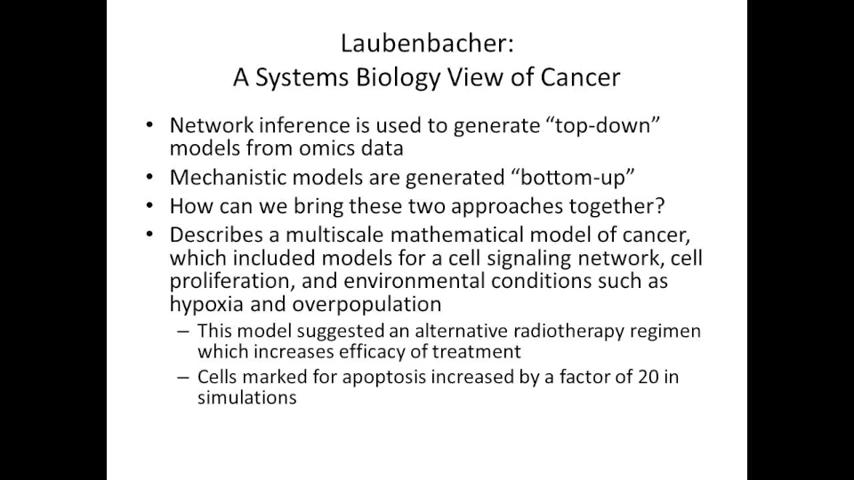 Laubenbacher:
A Systems Biology View of Cancer
• Network inference is used to generate “top-down”
models from omics data
• Mechanistic models are generated “bottom-up”
• How can we bring these two approaches together?
• Describes a multiscale mathematical model of cancer,
which included models for a cell signaling network, cell
proliferation, and environmental conditions such as
hypoxia and overpopulation
– This model suggested an alternative radiotherapy regimen
which increases efficacy of treatment
– Cells marked for apoptosis increased by a factor of 20 in
simulations